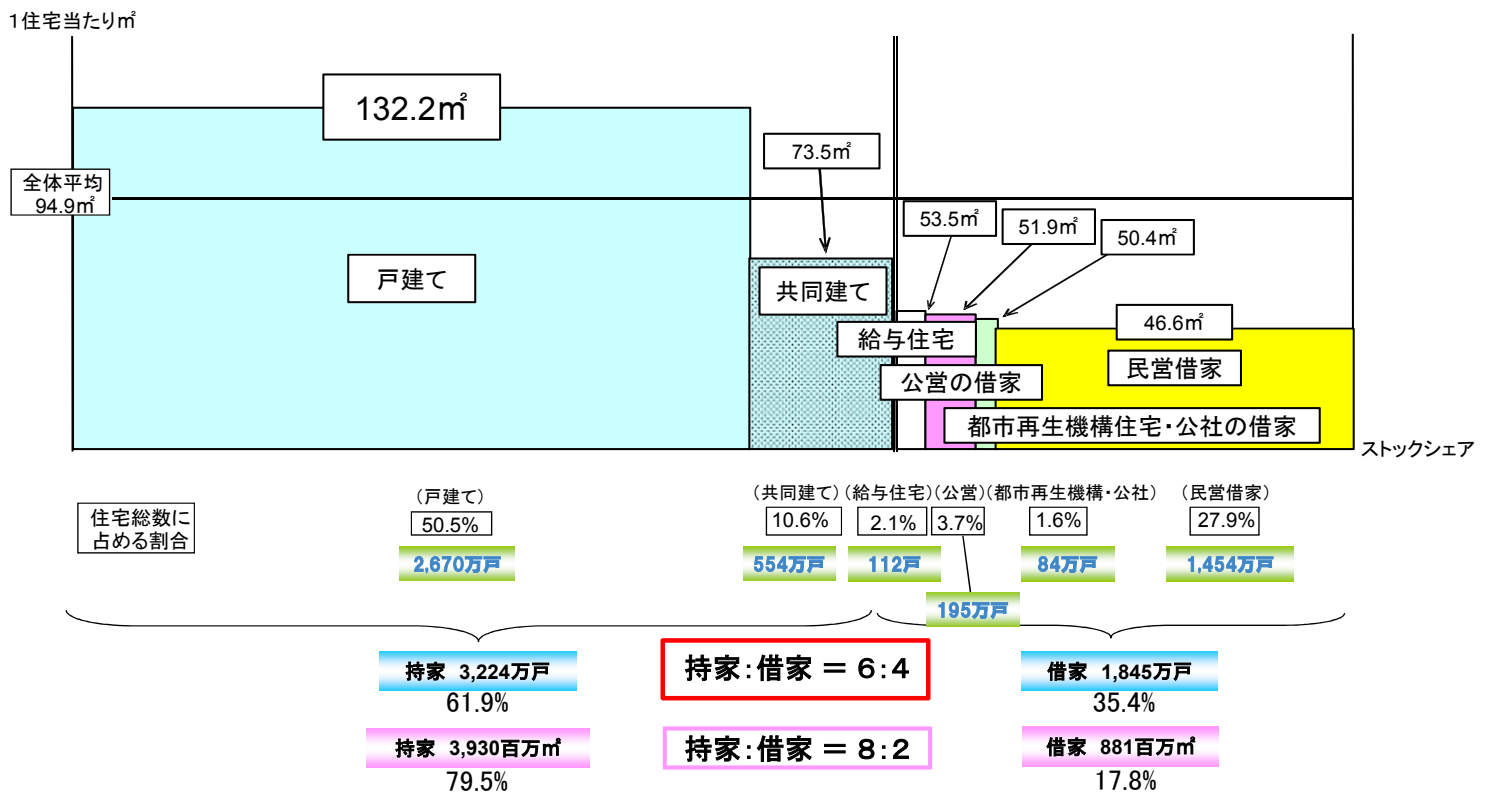 1住宅当たり㎡
132.2㎡
73.5㎡
全体平均
94.9㎡
53.5㎡
51.9㎡
50.4㎡
戸建て
共同建て
46.6㎡
給与住宅
民営借家
公営の借家
都市再生機構住宅・公社の借家
ストックシェア
住宅総数に
占める割合
(戸建て)
(共同建て)
(給与住宅)
(公営)
(都市再生機構・公社)
(民営借家)
50.5%
10.6%
2.1%
3.7%
1.6%
27.9%
2,670万戸
554万戸
112戸
84万戸
1,454万戸
195万戸
持家 3,224万戸
61.9%
持家:借家 = 6:4
借家 1,845万戸
35.4%
持家 3,930百万㎡
79.5%
持家:借家 = 8:2
借家 881百万㎡
17.8%